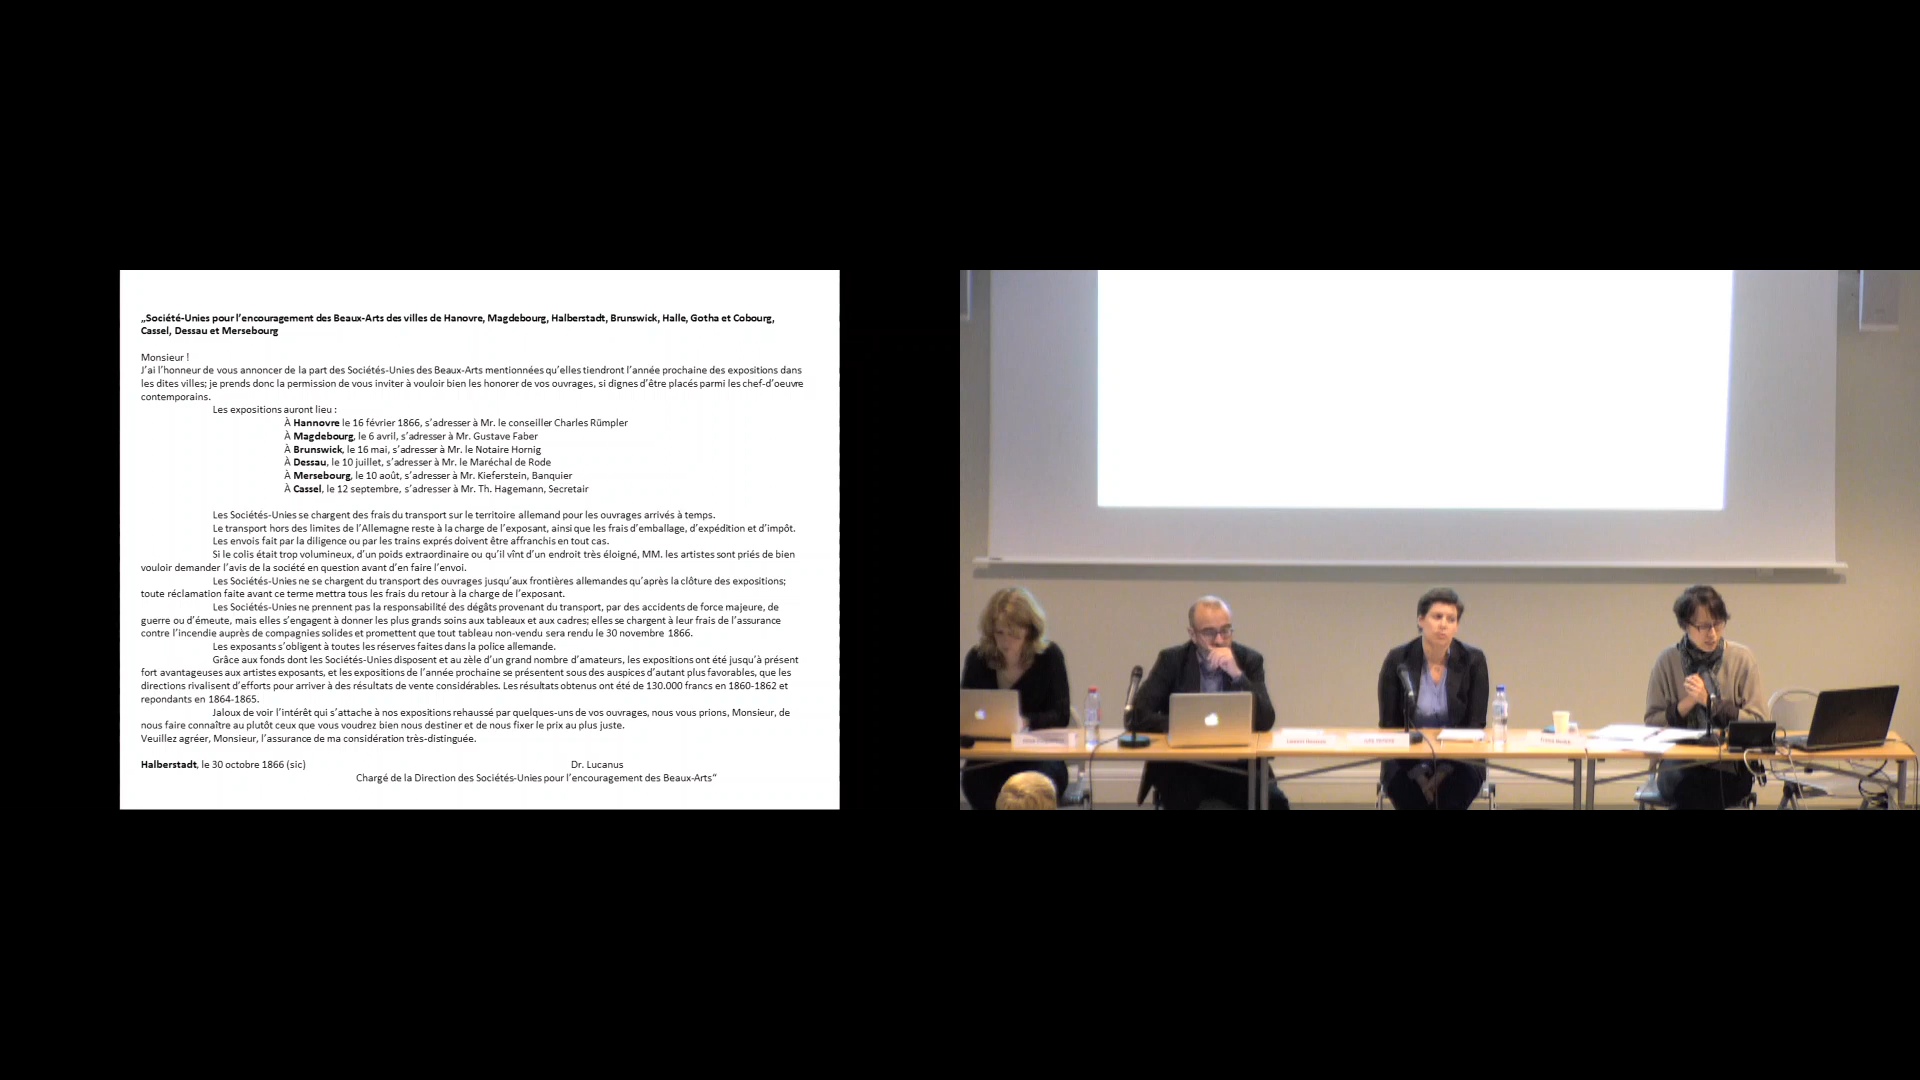 „Société-Unies pour l’encouragement des Beaux-Arts des villes de Hanovre, Magdebourg, Halberstadt, Brunswick, Halle, Gotha et Cobourg,
Cassel, Dessau et Mersebourg
Monsieur !
J’ai l’honneur de vous annoncer de la part des Sociétés-Unies des Beaux-Arts mentionnées qu’elles tiendront l’année prochaine des expositions dans
les dites villes; je prends donc la permission de vous inviter à vouloir bien les honorer de vos ouvrages, si dignes d’être placés parmi les chef-d’oeuvre
contemporains.
Les expositions auront lieu :
À Hannovre le 16 février 1866, s’adresser à Mr. le conseiller Charles Rümpler
À Magdebourg, le 6 avril, s’adresser à Mr. Gustave Faber
À Brunswick, le 16 mai, s’adresser à Mr. le Notaire Hornig
À Dessau, le 10 juillet, s’adresser à Mr. le Maréchal de Rode
À Mersebourg, le 10 août, s’adresser à Mr. Kieferstein, Banquier
À Cassel, le 12 septembre, s’adresser à Mr. Th. Hagemann, Secretair
Les Sociétés-Unies se chargent des frais du transport sur le territoire allemand pour les ouvrages arrivés à temps.
Le transport hors des limites de l’Allemagne reste à la charge de l’exposant, ainsi que les frais d’emballage, d’expédition et d’impôt.
Les envois fait par la diligence ou par les trains exprés doivent être affranchis en tout cas.
Si le colis était trop volumineux, d’un poids extraordinaire ou qu’il vînt d’un endroit très éloigné, MM. les artistes sont priés de bien
vouloir demander l’avis de la société en question avant d’en faire l’envoi.
Les Sociétés-Unies ne se chargent du transport des ouvrages jusqu’aux frontières allemandes qu’après la clôture des expositions;
toute réclamation faite avant ce terme mettra tous les frais du retour à la charge de l’exposant.
Les Sociétés-Unies ne prennent pas la responsabilité des dégâts provenant du transport, par des accidents de force majeure, de
guerre ou d’émeute, mais elles s’engagent à donner les plus grands soins aux tableaux et aux cadres; elles se chargent à leur frais de l’assurance
contre l’incendie auprès de compagnies solides et promettent que tout tableau non-vendu sera rendu le 30 novembre 1866.
Les exposants s’obligent à toutes les réserves faites dans la police allemande.
Grâce aux fonds dont les Sociétés-Unies disposent et au zèle d’un grand nombre d’amateurs, les expositions ont été jusqu’à présent
fort avantageuses aux artistes exposants, et les expositions de l’année prochaine se présentent sous des auspices d’autant plus favorables, que les
directions rivalisent d’efforts pour arriver à des résultats de vente considérables. Les résultats obtenus ont été de 130.000 francs en 1860-1862 et
repondants en 1864-1865.
Jaloux de voir l’intérêt qui s’attache à nos expositions rehaussé par quelques-uns de vos ouvrages, nous vous prions, Monsieur, de
nous faire connaître au plutôt ceux que vous voudrez bien nous destiner et de nous fixer le prix au plus juste.
Veuillez agréer, Monsieur, l’assurance de ma considération très-distinguée.
Halberstadt, le 30 octobre 1866 (sic) Dr. Lucanus
Chargé de la Direction des Sociétés-Unies pour l’encouragement des Beaux-Arts“